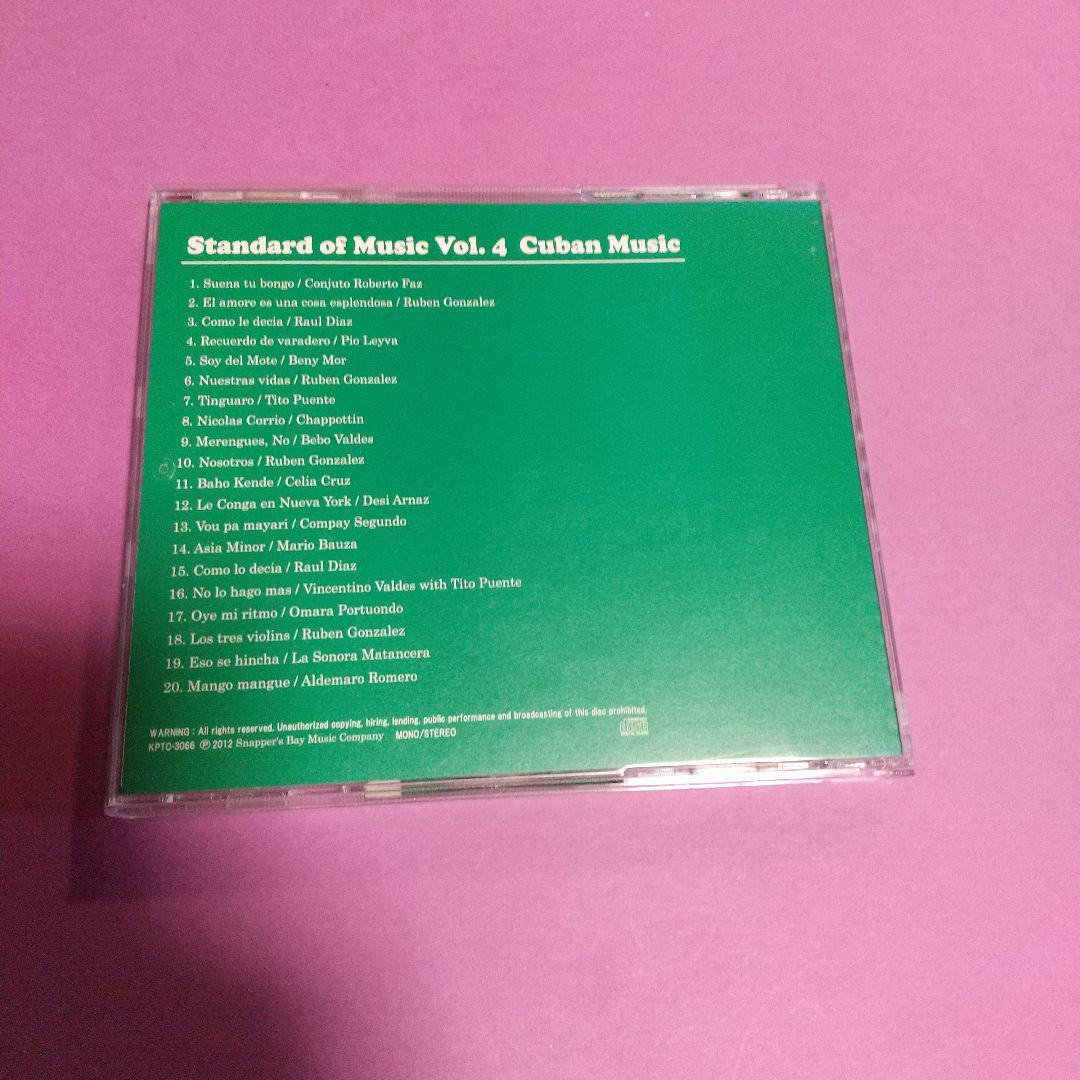 Standard of Music Vol. 4 Cuban Music
1. Suena tu bongo / Conjuto Roberto Faz
2. El amore es una cosa esplendosa / Ruben Gonzalez
3. Como le decia / Raul Diaz
4. Recuerdo de varadero / Pio Leyva
5. Soy del Mote / Beny Mor
6. Nuestras vidas / Ruben Gonzalez
7. Tinguaro / Tito Puente
8. Nicolas Corrio / Chappottin
9. Merengues, No / Bebo Valdes
10. Nosotros / Ruben Gonzalez
11. Baho Kende / Celia Cruz
12. Le Conga en Nueva York / Desi Arnaz
13. Vou pa mayari / Compay Segundo
14. Asia Minor / Mario Bauza
15. Como lo decia / Raul Diaz
16. No lo hago mas / Vincentino Valdes with Tito Puente
17. Oye mi ritmo / Omara Portuondo
18. Los tres violins / Ruben Gonzalez
19. Eso se hincha / La Sonora Matancera
20. Mango mangue / Aldemaro Romero
WARNING : All rights reserved. Unauthorized copying, hiring, lending, public performance and broadcasting of this disc prohibited.
KPTO-3066 Ⓟ 2012 Snapper's Bay Music Company MONO/STEREO